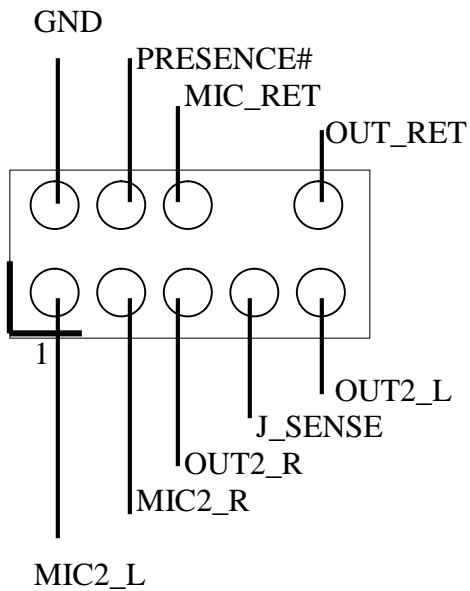 GND
PRESENCE#
MIC_RET
OUT_RET
1
OUT2_L
J_SENSE
OUT2_R
MIC2_R
MIC2_L